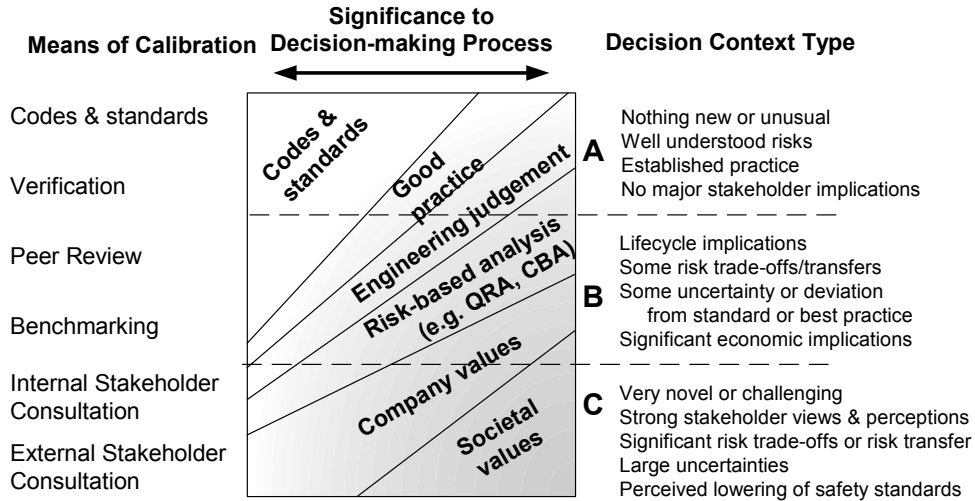 Means of Calibration
Significance to
Decision-making Process
Decision Context Type
Codes & standards
Verification
Peer Review
Benchmarking
Internal Stakeholder
Consultation
External Stakeholder
Consultation
Codes &
standards
Good
practice
Engineering judgement
Risk-based analysis
(e.g. QRA, CBA)
Company values
Societal
values
A
Nothing new or unusual
Well understood risks
Established practice
No major stakeholder implications
B
Lifecycle implications
Some risk trade-offs/transfers
Some uncertainty or deviation
from standard or best practice
Significant economic implications
C
Very novel or challenging
Strong stakeholder views & perceptions
Significant risk trade-offs or risk transfer
Large uncertainties
Perceived lowering of safety standards